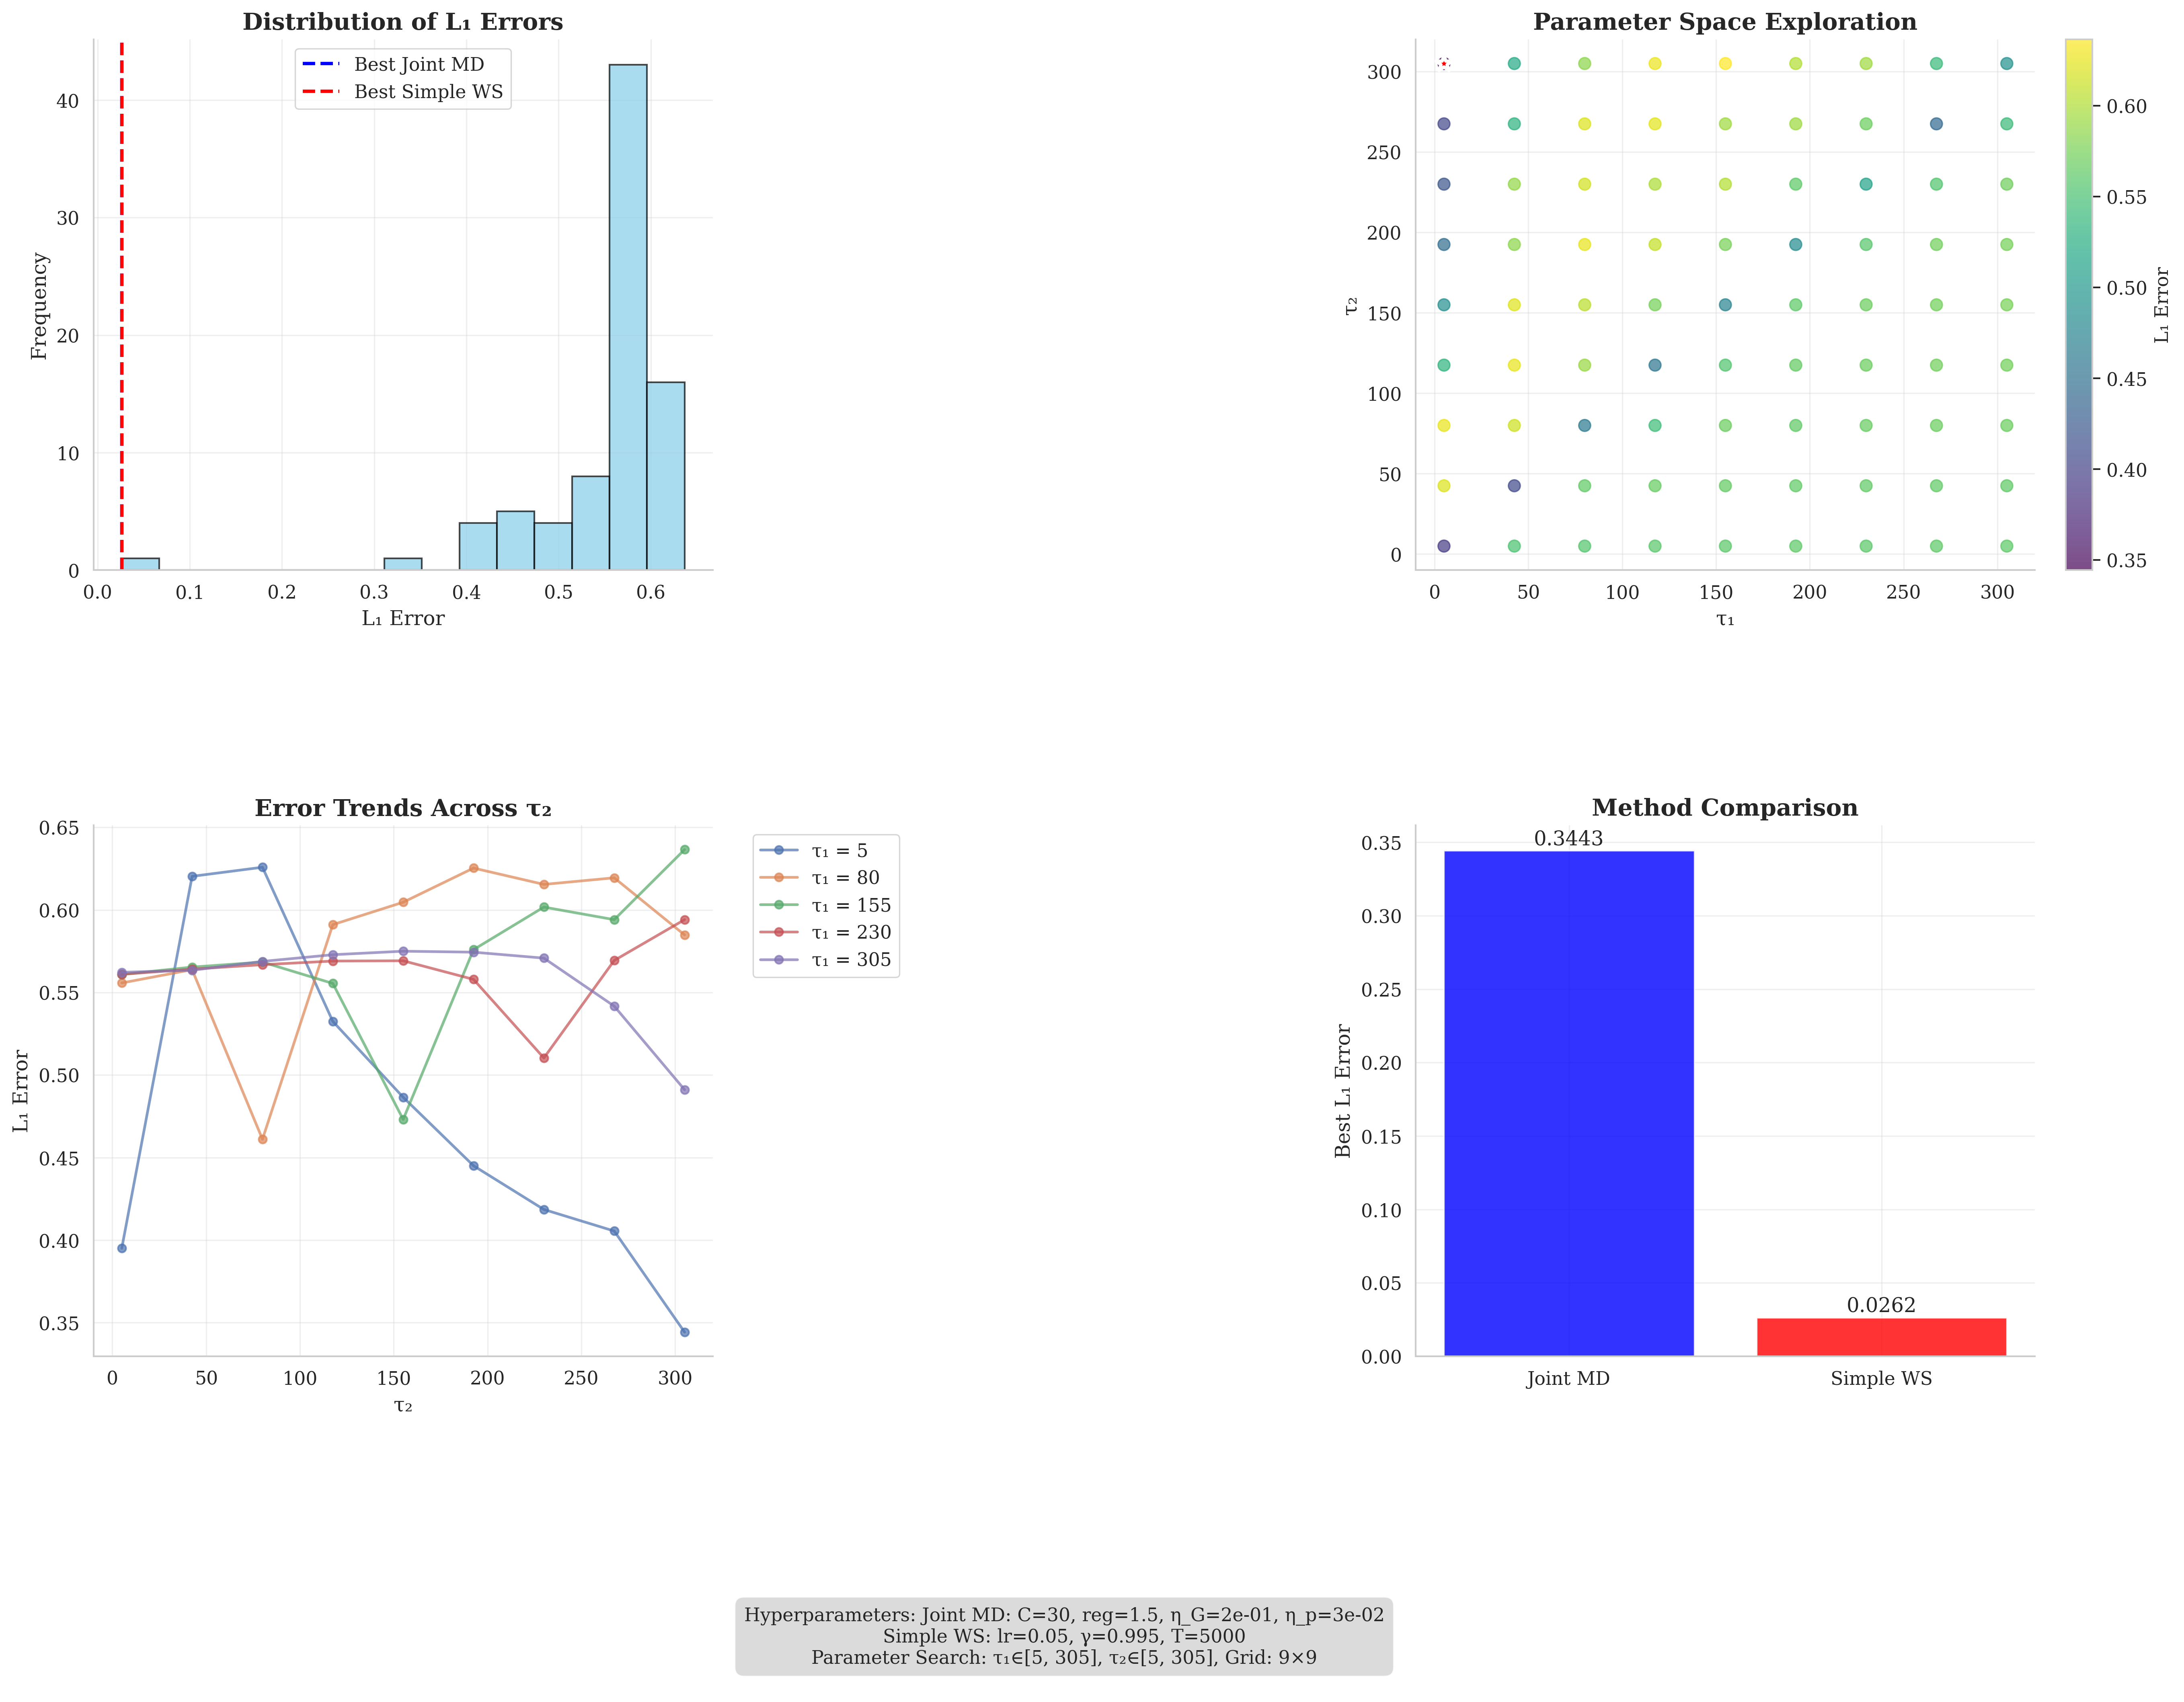 Distribution of L₁ Errors
Best Joint MD
Best Simple WS
Frequency
40
30
20
10
0
0.0 0.1 0.2 0.3 0.4 0.5 0.6
L₁ Error
Parameter Space Exploration
τ₂
300
250
200
150
100
50
0
0 50 100 150 200 250 300
τ₁
0.60
0.55
0.50
0.45
0.40
0.35
L₁ Error
Error Trends Across τ₂
L₁ Error
0.65
0.60
0.55
0.50
0.45
0.40
0.35
0 50 100 150 200 250 300
τ₂
τ₁ = 5
τ₁ = 80
τ₁ = 155
τ₁ = 230
τ₁ = 305
Method Comparison
Best L₁ Error
0.35
0.30
0.25
0.20
0.15
0.10
0.05
0.00
0.3443
0.0262
Joint MD Simple WS
Hyperparameters: Joint MD: C=30, reg=1.5, η_G=2e-01, η_p=3e-02
Simple WS: lr=0.05, γ=0.995, T=5000
Parameter Search: τ₁∈[5, 305], τ₂∈[5, 305], Grid: 9×9